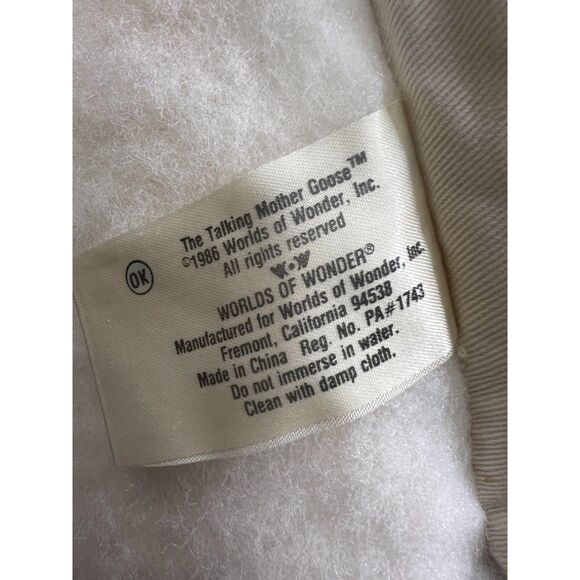 The Talking Mother Goose™
©1986 Worlds of Wonder, Inc.
All rights reserved
W•W
WORLDS OF WONDER®
Manufactured for Worlds of Wonder, Inc.
Fremont, California 94538
Made in China Reg. No. PA#1743
Do not immerse in water.
Clean with damp cloth.
OK